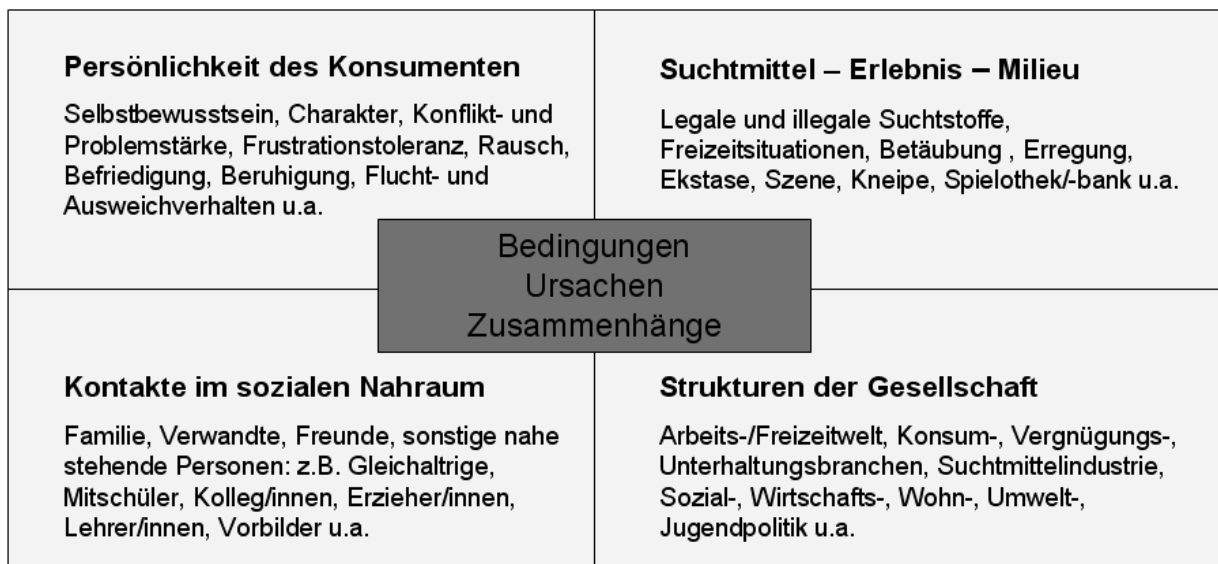 Persönlichkeit des Konsumenten
Selbstbewusstsein, Charakter, Konflikt- und
Problemstärke, Frustrationstoleranz, Rausch,
Befriedigung, Beruhigung, Flucht- und
Ausweichverhalten u.a.
Suchtmittel – Erlebnis – Milieu
Legale und illegale Suchtstoffe,
Freizeitsituationen, Betäubung , Erregung,
Ekstase, Szene, Kneipe, Spielothek/-bank u.a.
Bedingungen
Ursachen
Zusammenhänge
Kontakte im sozialen Nahraum
Familie, Verwandte, Freunde, sonstige nahe
stehende Personen: z.B. Gleichaltrige,
Mitschüler, Kolleg/innen, Erzieher/innen,
Lehrer/innen, Vorbilder u.a.
Strukturen der Gesellschaft
Arbeits-/Freizeitwelt, Konsum-, Vergnügungs-,
Unterhaltungsbranchen, Suchtmittelindustrie,
Sozial-, Wirtschafts-, Wohn-, Umwelt-,
Jugendpolitik u.a.